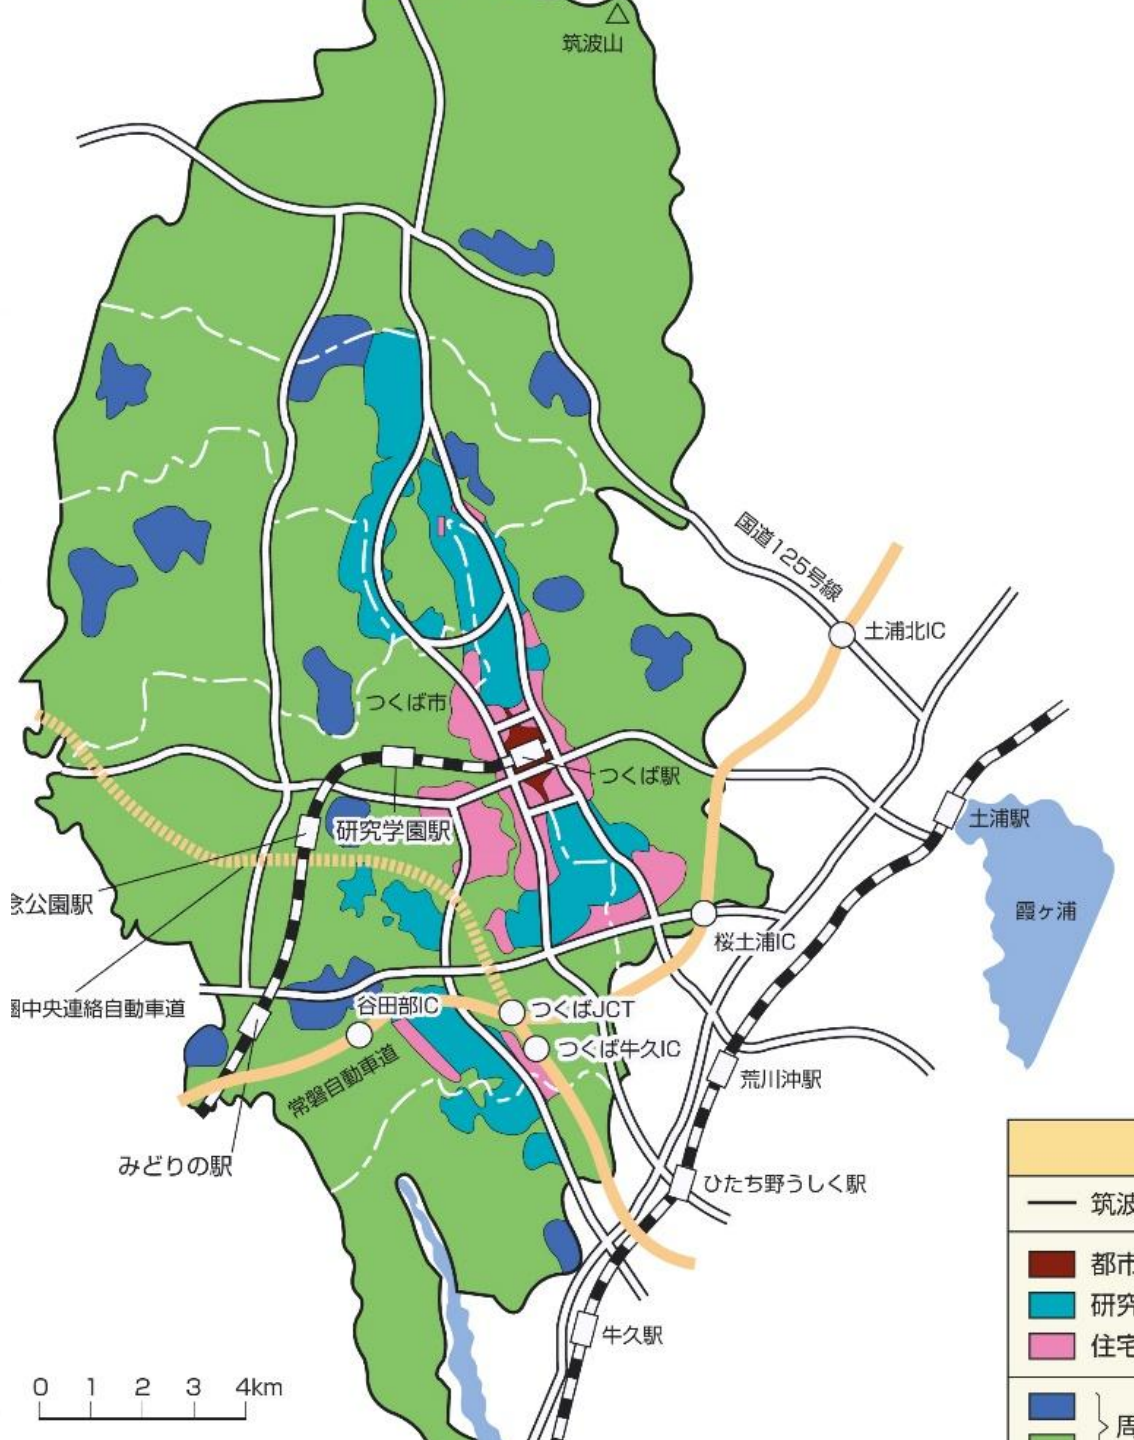 筑波山
国道125号線
土浦北IC
つくば市
つくば駅
土浦駅
研究学園駅
念公園駅
霞ヶ浦
桜土浦IC
圏中央連絡自動車道
谷田部IC
つくばJCT
つくば牛久IC
常磐自動車道
荒川沖駅
みどりの駅
ひたち野うしく駅
筑波
都市
研究
住宅
牛久駅
0 1 2 3 4km
周